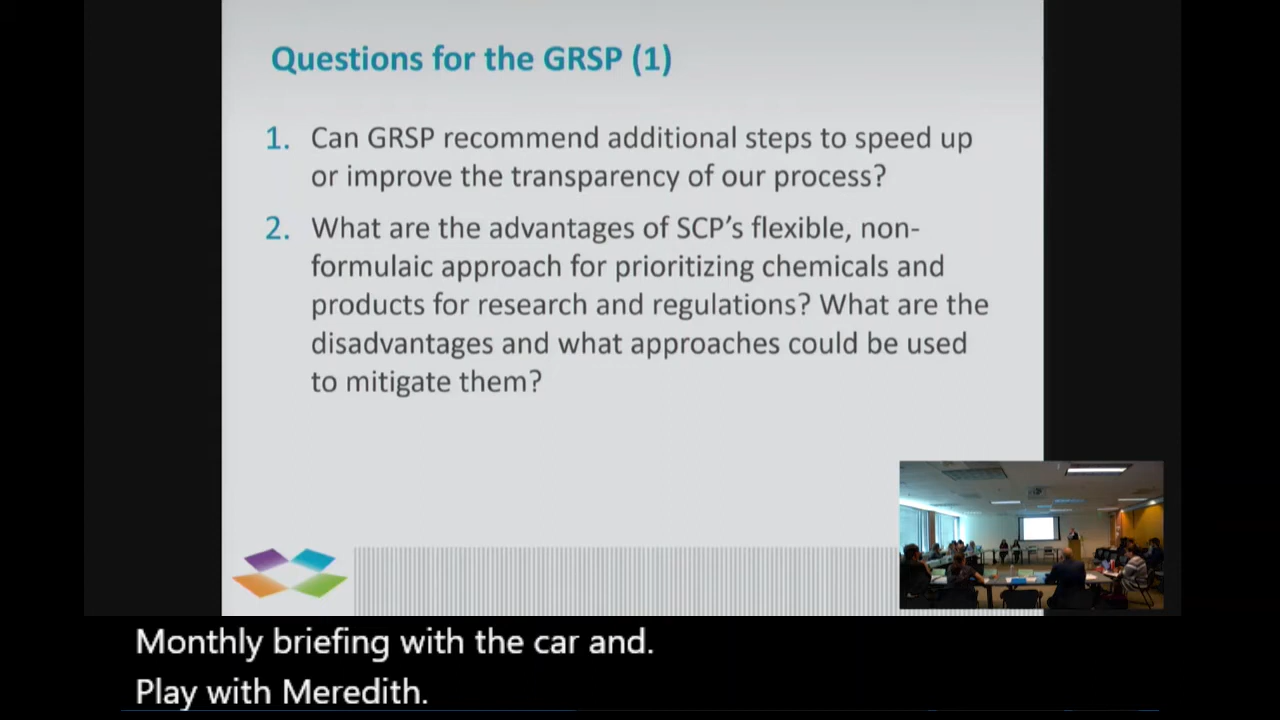 Questions for the GRSP (1)
1. Can GRSP recommend additional steps to speed up
or improve the transparency of our process?
2. What are the advantages of SCP's flexible, non-
formulaic approach for prioritizing chemicals and
products for research and regulations? What are the
disadvantages and what approaches could be used
to mitigate them?
Monthly briefing with the car and.
Play with Meredith.